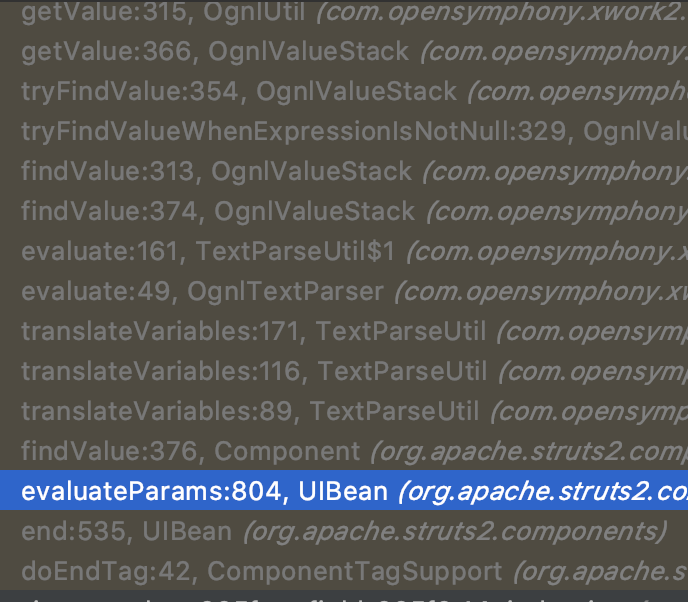 getValue:315, OgnlUtil (com.opensymphony.xwork2.
getValue:366, OgnlValueStack (com.opensymphony.
tryFindValue:354, OgnlValueStack (com.opensymph
tryFindValueWhenExpressionIsNotNull:329, OgnlValu
findValue:313, OgnlValueStack (com.opensymphony.
findValue:374, OgnlValueStack (com.opensymphony
evaluate:161, TextParseUtil$1 (com.opensymphony.x
evaluate:49, OgnlTextParser (com.opensymphony.xw
translateVariables:171, TextParseUtil (com.opensymp
translateVariables:116, TextParseUtil (com.opensymp
translateVariables:89, TextParseUtil (com.opensymp
findValue:376, Component (org.apache.struts2.comp
evaluateParams:804, UIBean (org.apache.struts2.co
end:535, UIBean (org.apache.struts2.components)
doEndTag:42, ComponentTagSupport (org.apache.s